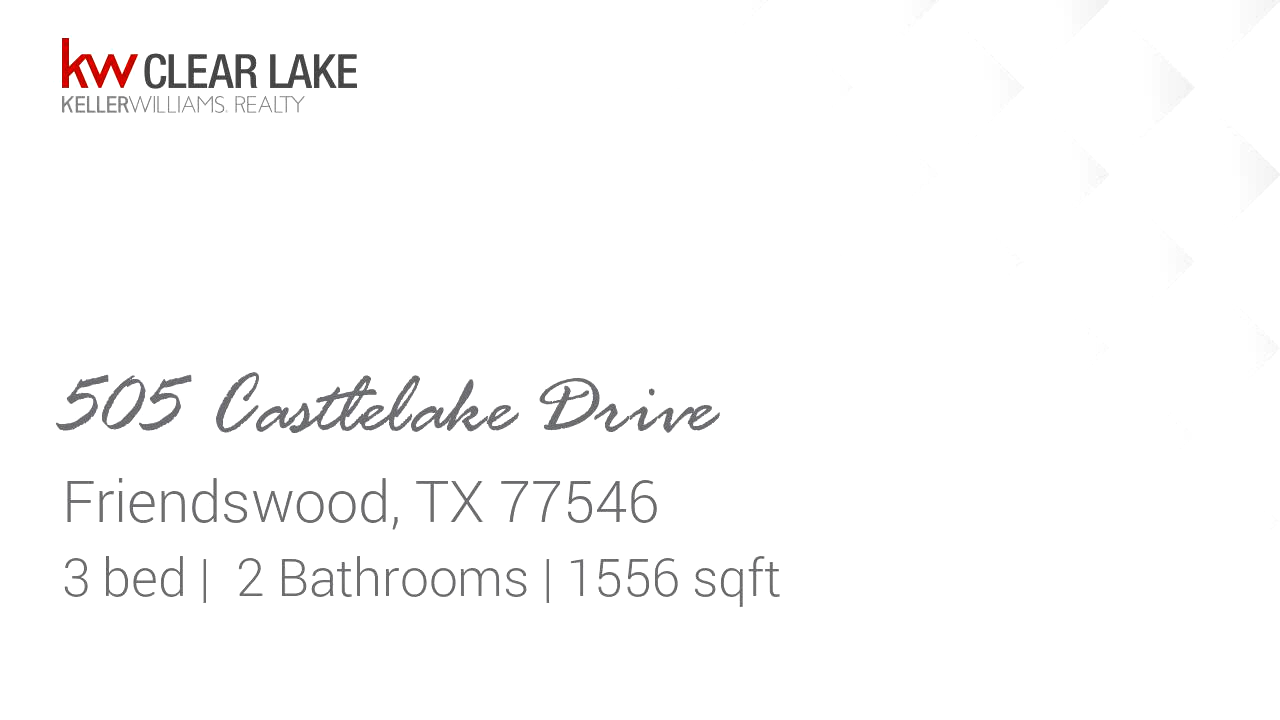 kw CLEAR LAKE
KELLERWILLIAMS. REALTY
505 Castlelake Drive
Friendswood, TX 77546
3 bed | 2 Bathrooms | 1556 sqft